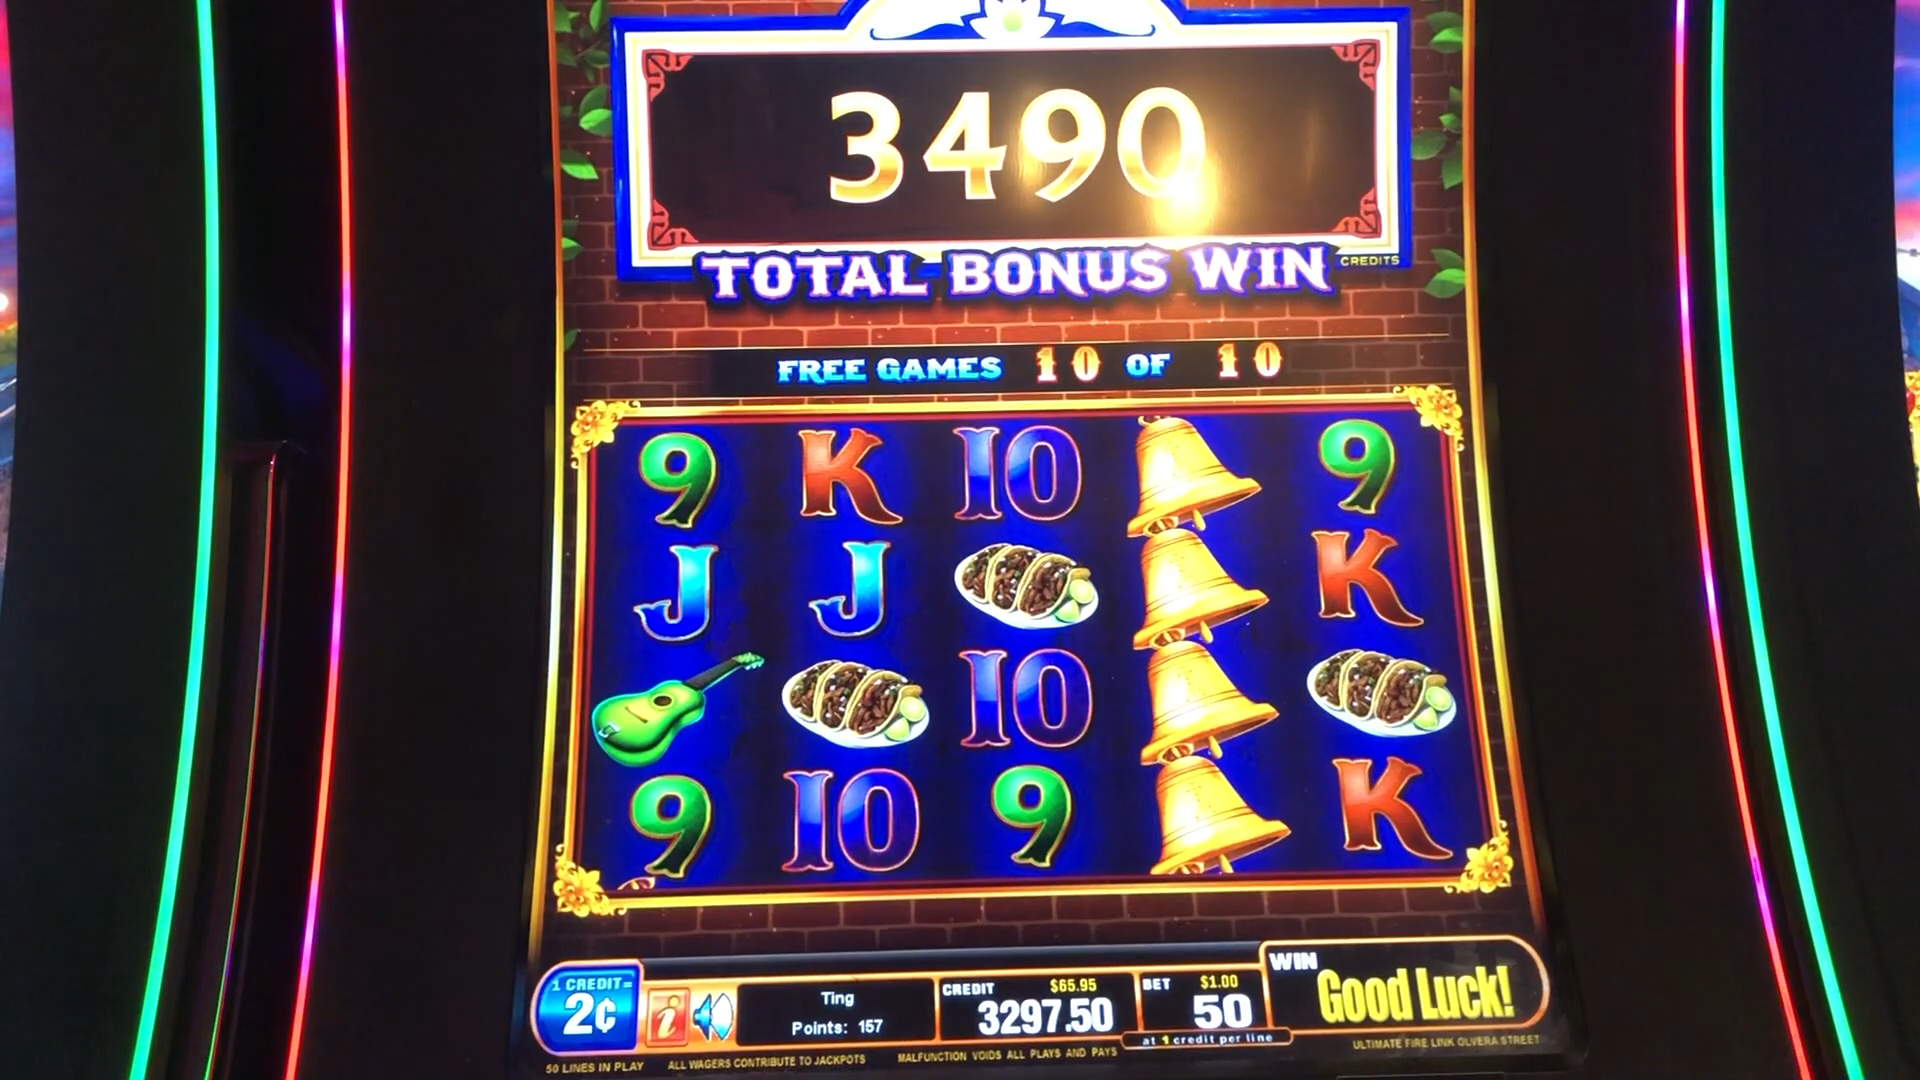 3490
CREDITS
TOTAL BONUS WIN
FREE GAMES 10 OF 10
9 K 10 9
J J K
10
9 10 9 K
1 CREDIT=
2¢
i
Ting
Points: 157
CREDIT $65.95
3297.50
BET $1.00
50
at 1 credit per line
WIN
Good Luck!
50 LINES IN PLAY
ALL WAGERS CONTRIBUTE TO JACKPOTS
MALFUNCTION VOIDS ALL PLAYS AND PAYS
ULTIMATE FIRE LINK OLVERA STREET